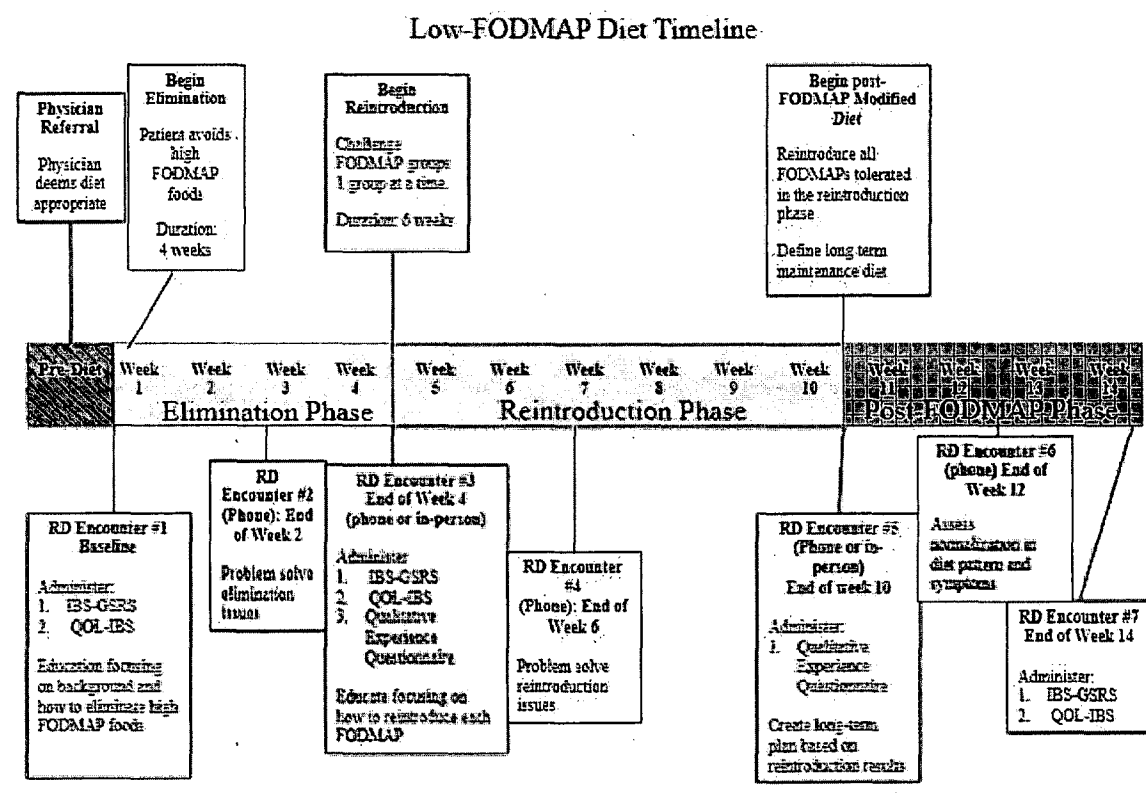 Low-FODMAP Diet Timeline
Physician
Referral
Physician
deems diet
appropriate
Begin
Elimination
Patient avoids
high
FODMAP
foods
Duration:
4 weeks
Begin
Reintroduction
Challenge
FODMAP groups
1 group at a time.
Duration: 6 weeks
Begin post-
FODMAP Modified
Diet
Reintroduce all
FODMAPs tolerated
in the reintroduction
phase
Define long term
maintenance diet
Pre-Diet
Week
1
Week
2
Week
3
Week
4
Week
5
Week
6
Week
7
Week
8
Week
9
Week
10
Week
11
Week
12
Week
13
Week
14
Elimination Phase
Reintroduction Phase
Post-FODMAP Phase
RD Encounter #1
Baseline
Administer:
1. IBS-GSRS
2. QOL-IBS
Education focusing
on background and
how to eliminate high
FODMAP foods
RD
Encounter #2
(Phone): End
of Week 2
Problem solve
elimination
issues
RD Encounter #3
End of Week 4
(phone or in-person)
Administer
1. IBS-GSRS
2. QOL-IBS
3. Qualitative
Experience
Questionnaire
Educate focusing on
how to reintroduce each
FODMAP
RD Encounter
#4
(Phone): End of
Week 6
Problem solve
reintroduction
issues
RD Encounter #5
(Phone or in-
person)
End of week 10
Administer:
1. Qualitative
Experience
Questionnaire
Create long-term
plan based on
reintroduction results
RD Encounter #6
(phone) End of
Week 12
Assess
normalization in
diet pattern and
symptoms
RD Encounter #7
End of Week 14
Administer:
1. IBS-GSRS
2. QOL-IBS